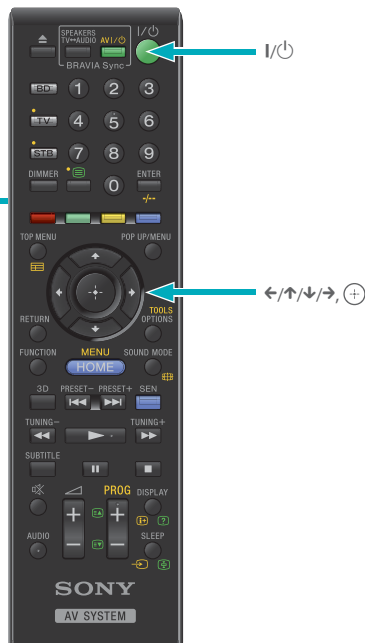 SPEAKERS
TV↔AUDIO AV I/⏻ I/⏻
BRAVIA Sync
I/⏻
BD 1 2 3
TV 4 5 6
STB 7 8 9
DIMMER 0 ENTER
-/--
TOP MENU POP UP/MENU
←/↑/↓/→, ⊕
TOOLS
RETURN OPTIONS
FUNCTION MENU SOUND MODE
HOME
3D PRESET– PRESET+ SEN
TUNING– TUNING+
SUBTITLE
PROG DISPLAY
+ +
?
AUDIO – – SLEEP
SONY
AV SYSTEM